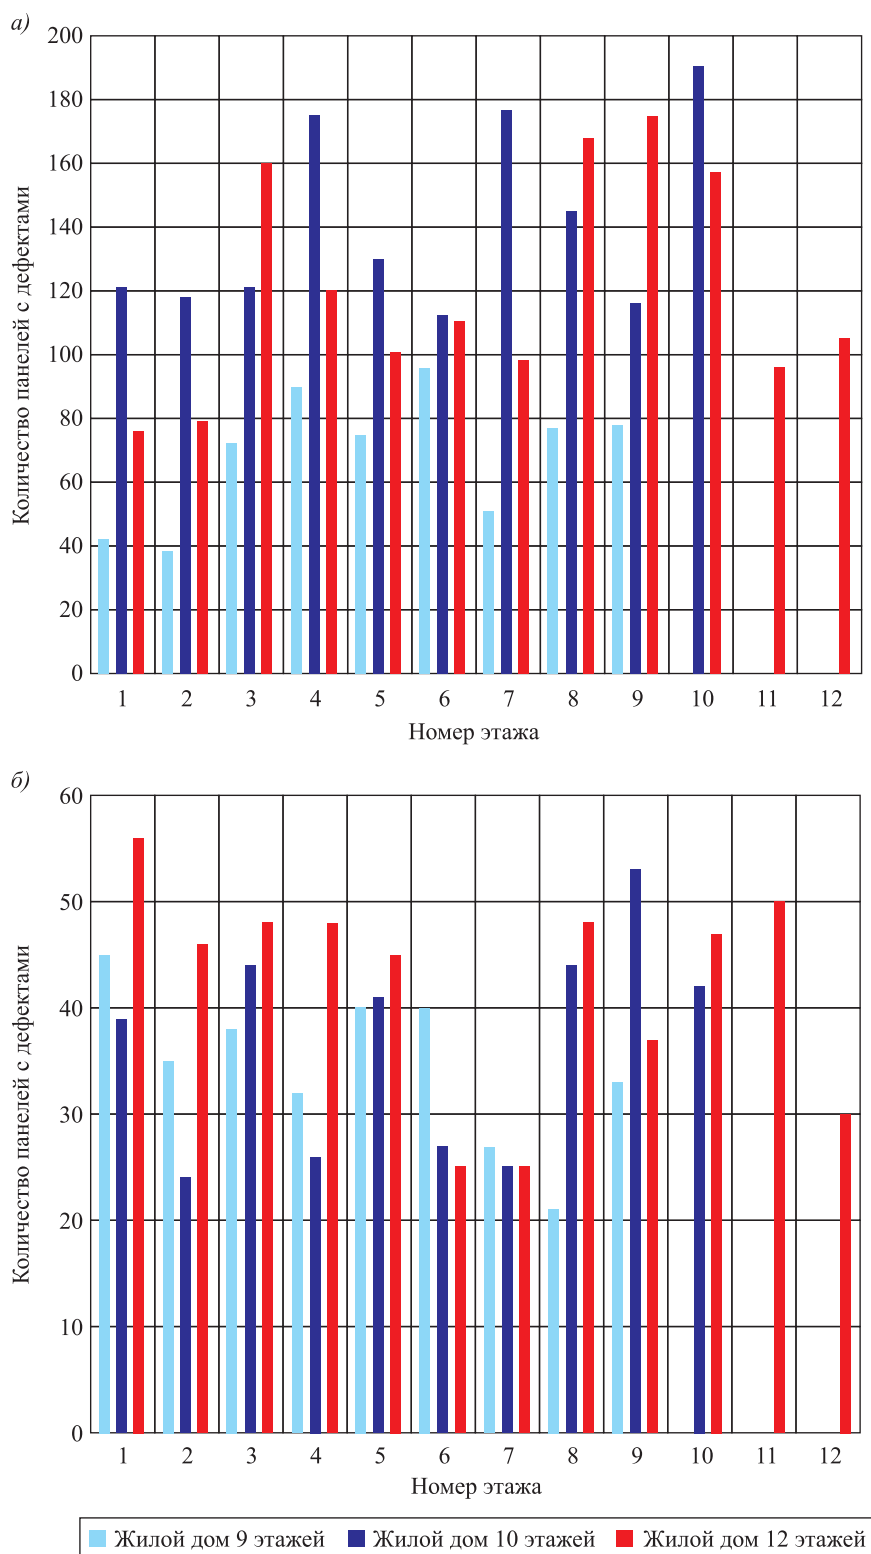 а)
Количество панелей с дефектами
200
180
160
140
120
100
80
60
40
20
0
1 2 3 4 5 6 7 8 9 10 11 12
Номер этажа
б)
Количество панелей с дефектами
60
50
40
30
20
10
0
1 2 3 4 5 6 7 8 9 10 11 12
Номер этажа
Жилой дом 9 этажей Жилой дом 10 этажей Жилой дом 12 этажей